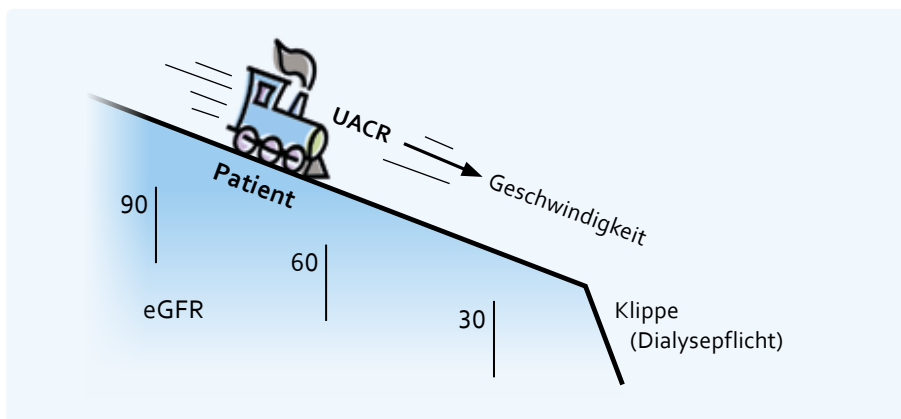 UACR
Geschwindigkeit
Patient
90
60
eGFR
30
Klippe
(Dialysepflicht)